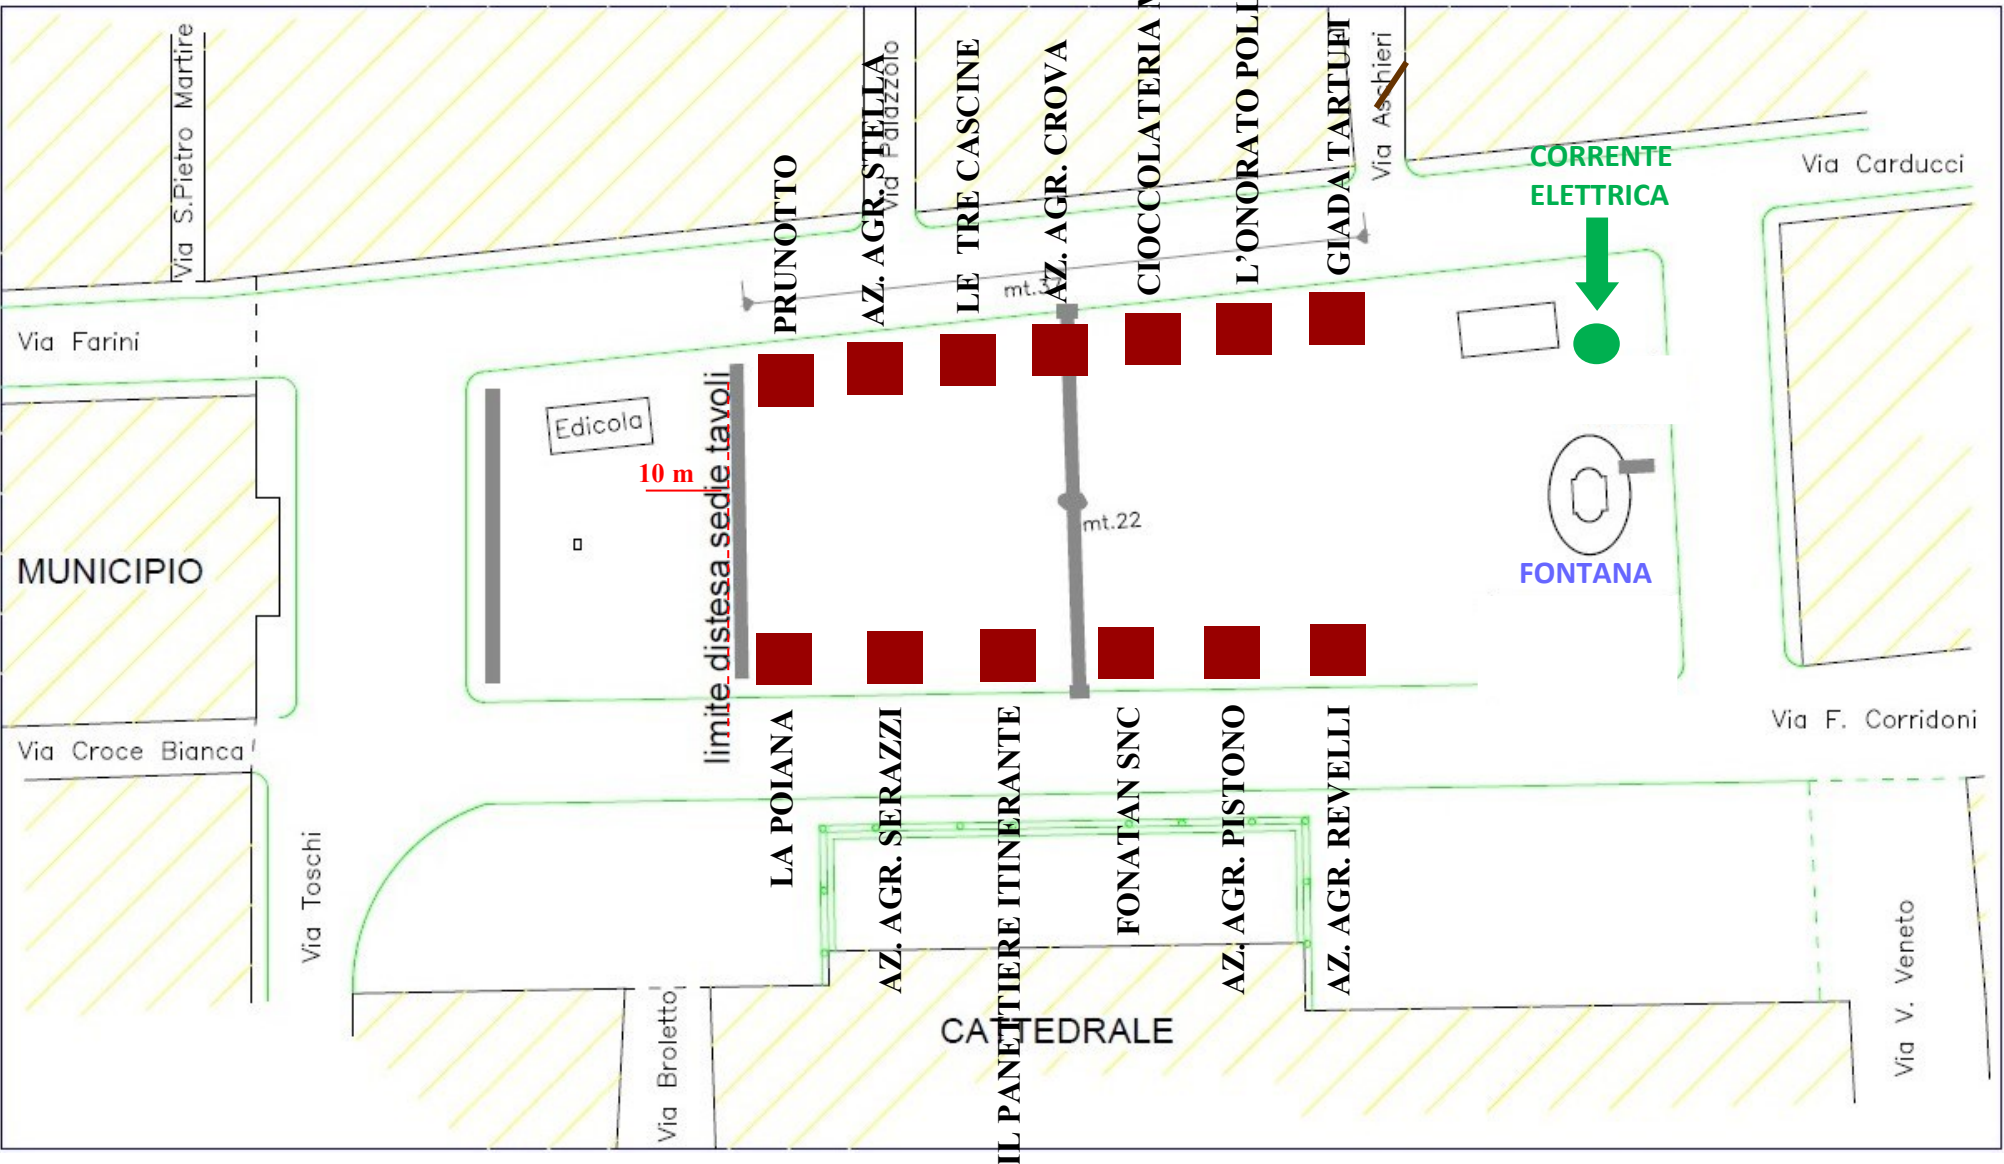 Via S.Pietro Martire
Via Palazzolo
Via Aschieri
PRUNOTTO
AZ. AGR. STELLA
LE TRE CASCINE
AZ. AGR. CROVA
CIOCCOLATERIA
L'ONORATO
GIADA TARTUFI
CORRENTE
ELETTRICA
Via Carducci
Via Farini
Edicola
10 m
limite distesa sedie tavoli
mt.22
FONTANA
MUNICIPIO
Via Croce Bianca
Via F. Corridoni
LA POIANA
AZ. AGR. SERAZZI
IL PANETTIERE ITINERANTE
FONATAN SNC
AZ. AGR. PISTONO
AZ. AGR. REVELLI
Via Toschi
Via Broletto
CATTEDRALE
Via V. Veneto